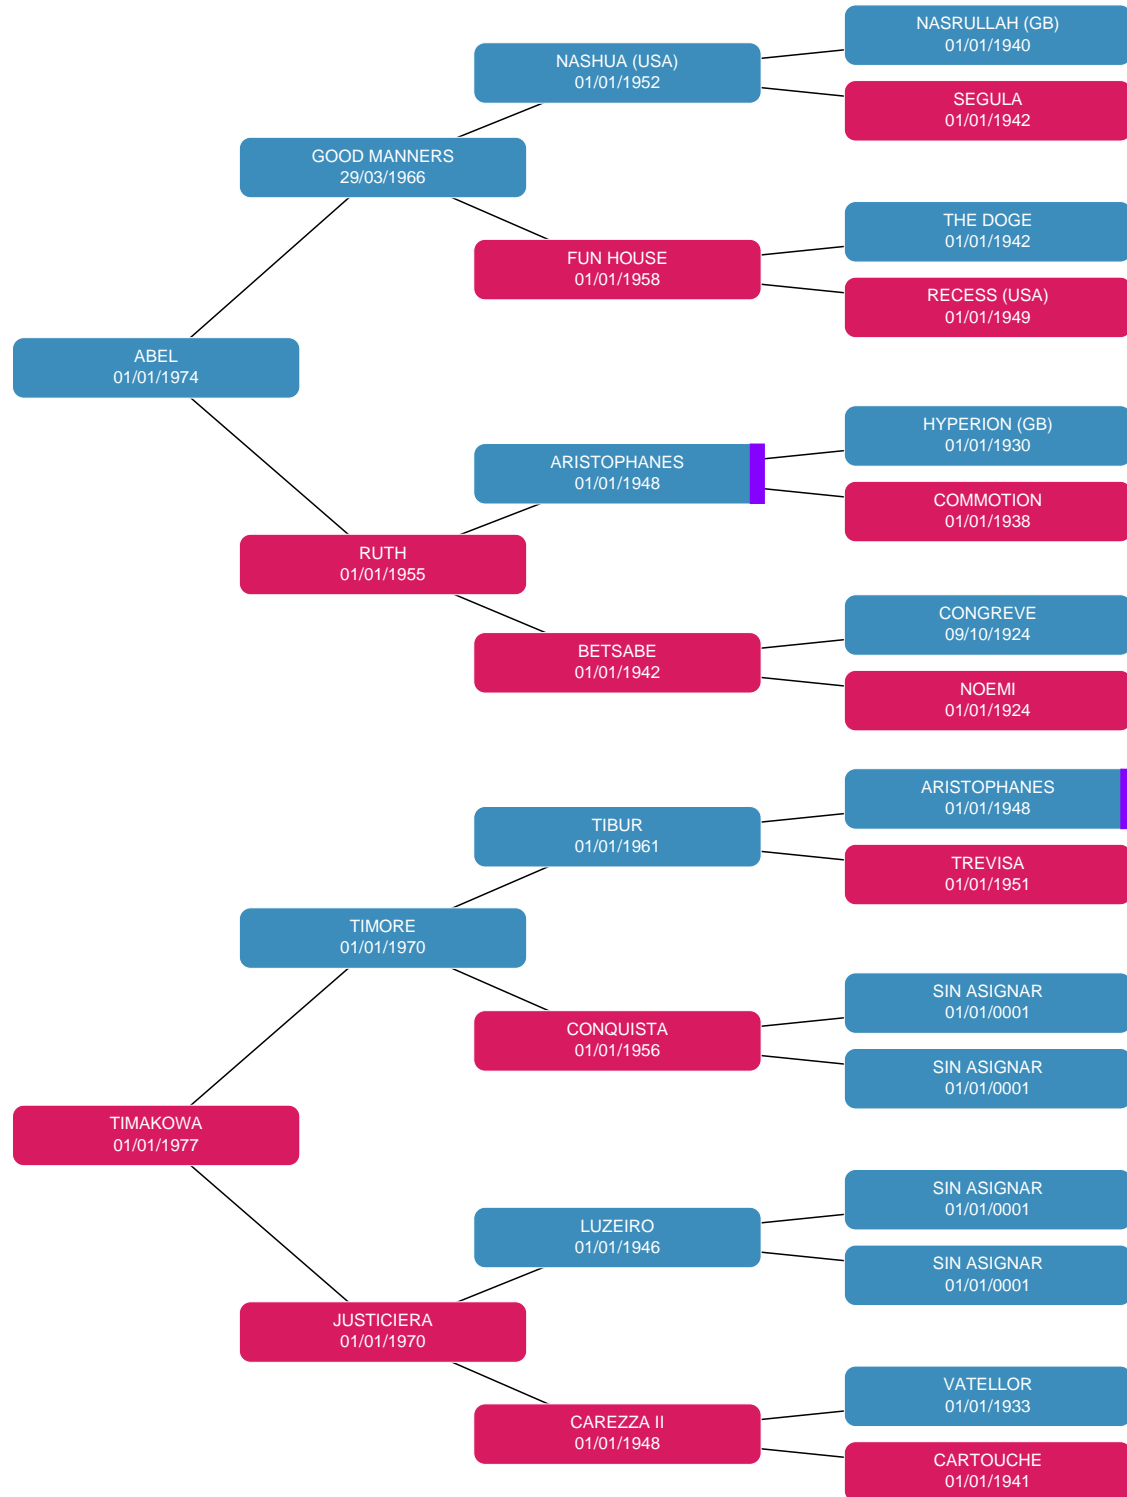 NASRULLAH (GB)
01/01/1940
NASHUA (USA)
01/01/1952
SEGULA
01/01/1942
GOOD MANNERS
29/03/1966
THE DOGE
01/01/1942
FUN HOUSE
01/01/1958
RECESS (USA)
01/01/1949
ABEL
01/01/1974
HYPERION (GB)
01/01/1930
ARISTOPHANES
01/01/1948
COMMOTION
01/01/1938
RUTH
01/01/1955
CONGREVE
09/10/1924
BETSABE
01/01/1942
NOEMI
01/01/1924
ARISTOPHANES
01/01/1948
TIBUR
01/01/1961
TREVISA
01/01/1951
TIMORE
01/01/1970
SIN ASIGNAR
01/01/0001
CONQUISTA
01/01/1956
SIN ASIGNAR
01/01/0001
TIMAKOWA
01/01/1977
SIN ASIGNAR
01/01/0001
LUZEIRO
01/01/1946
SIN ASIGNAR
01/01/0001
JUSTICIERA
01/01/1970
VATELLOR
01/01/1933
CAREZZA II
01/01/1948
CARTOUCHE
01/01/1941